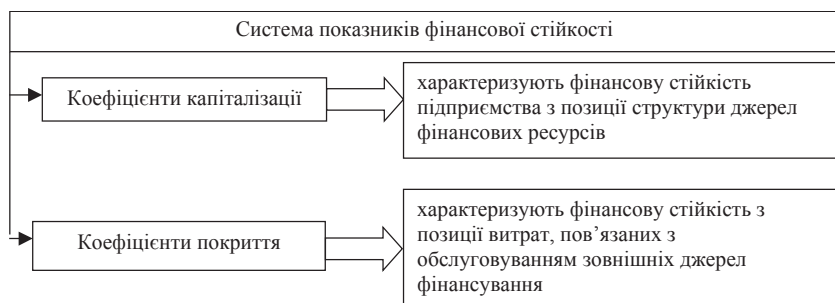 Система показників фінансової стійкості
Коефіцієнти капіталізації
характеризують фінансову стійкість
підприємства з позиції структури джерел
фінансових ресурсів
Коефіцієнти покриття
характеризують фінансову стійкість з
позиції витрат, пов’язаних з
обслуговуванням зовнішніх джерел
фінансування